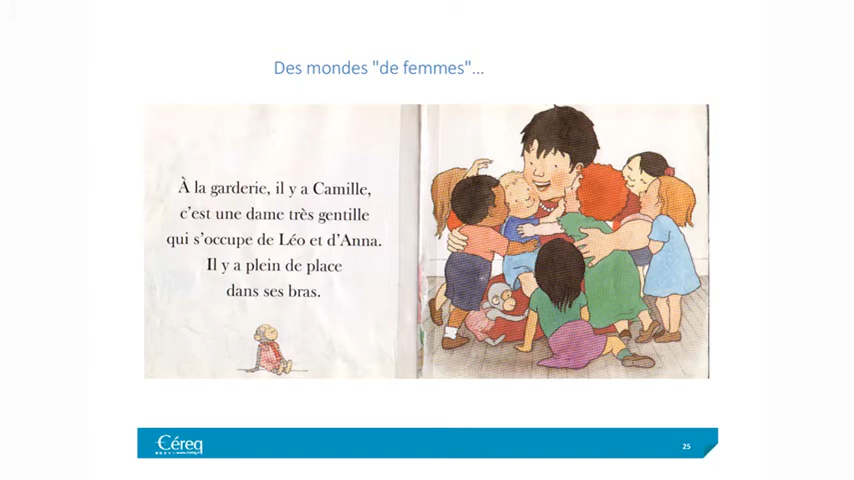 Des mondes "de femmes"...
À la garderie, il y a Camille,
c'est une dame très gentille
qui s'occupe de Léo et d'Anna.
Il y a plein de place
dans ses bras.
Céreq
25